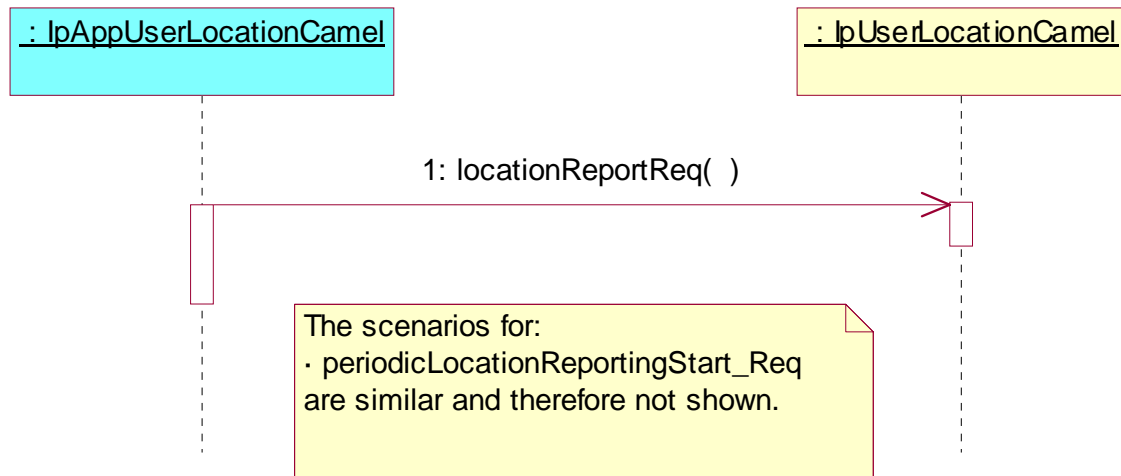 : IpAppUserLocationCamel
: IpUserLocationCamel
1: locationReportReq( )
The scenarios for:
· periodicLocationReportingStart_Req
are similar and therefore not shown.